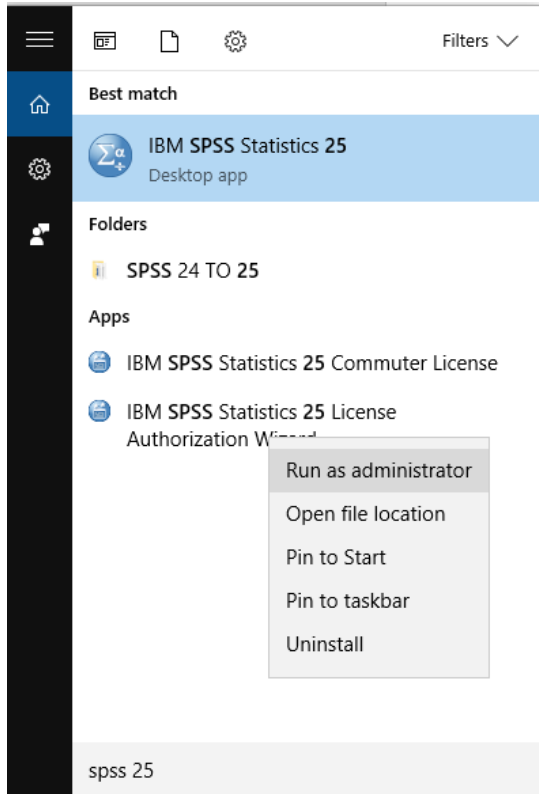 Filters
Best match
IBM SPSS Statistics 25
Desktop app
Folders
SPSS 24 TO 25
Apps
IBM SPSS Statistics 25 Commuter License
IBM SPSS Statistics 25 License
Authorization Wizard
Run as administrator
Open file location
Pin to Start
Pin to taskbar
Uninstall
spss 25